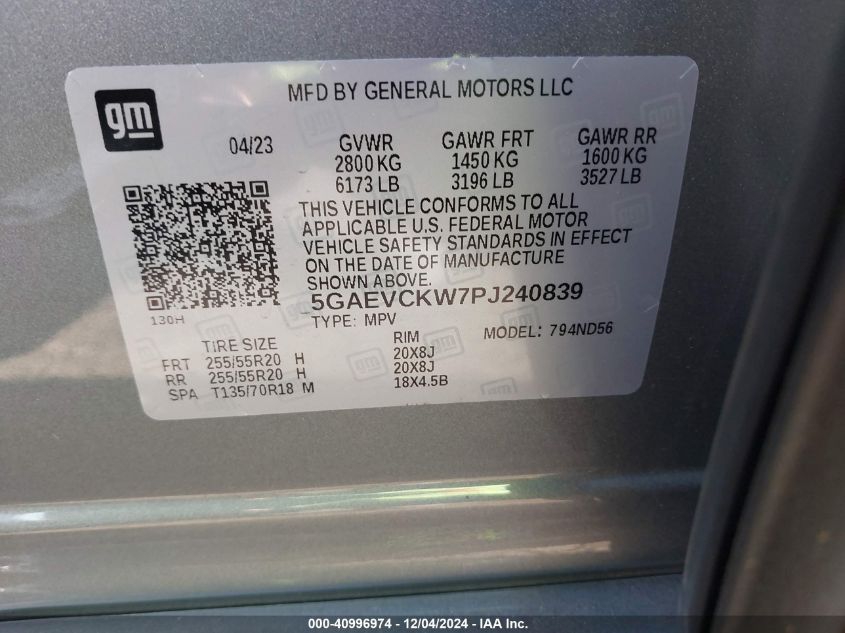 gm
MFD BY GENERAL MOTORS LLC
04/23
GVWR GAWR FRT GAWR RR
2800 KG 1450 KG 1600 KG
6173 LB 3196 LB 3527 LB
THIS VEHICLE CONFORMS TO ALL
APPLICABLE U.S. FEDERAL MOTOR
VEHICLE SAFETY STANDARDS IN EFFECT
ON THE DATE OF MANUFACTURE
SHOWN ABOVE.
5GAEVCKW7PJ240839
130H
TYPE: MPV MODEL: 794ND56
TIRE SIZE RIM
FRT 255/55R20 H 20X8J
RR 255/55R20 H 20X8J
SPA T135/70R18 M 18X4.5B
000-40996974 - 12/04/2024 - IAA Inc.